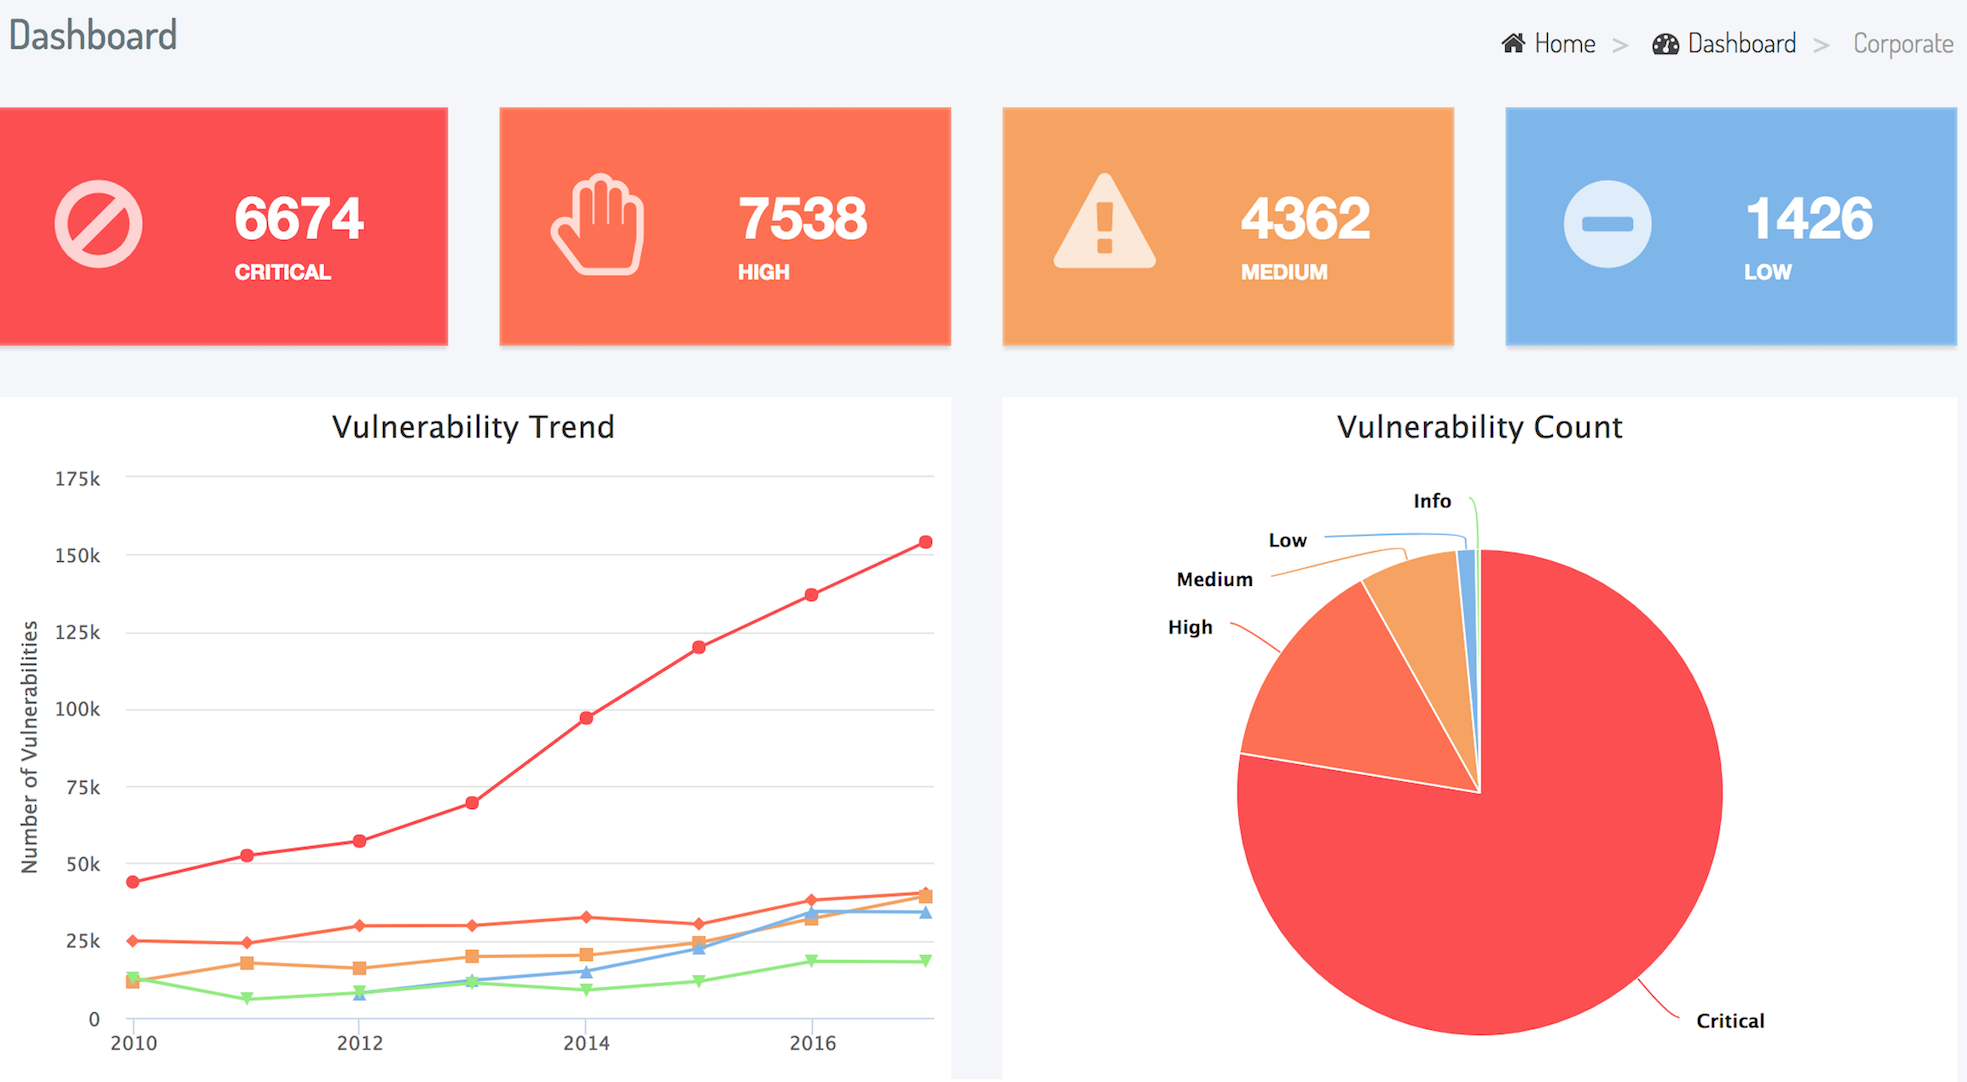 Dashboard
Home > Dashboard > Corporate
6674
CRITICAL
7538
HIGH
4362
MEDIUM
1426
LOW
Vulnerability Trend
Number of Vulnerabilities
175k
150k
125k
100k
75k
50k
25k
0
2010 2012 2014 2016
Vulnerability Count
Info
Low
Medium
High
Critical